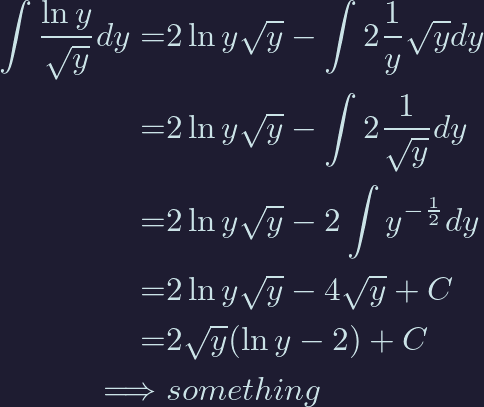 ∫ ln y / √y dy = 2 ln y√y − ∫ 2 1/y √y dy
= 2 ln y√y − ∫ 2 1/√y dy
= 2 ln y√y − 2 ∫ y^(−1/2) dy
= 2 ln y√y − 4√y + C
= 2√y(ln y − 2) + C
⟹ something